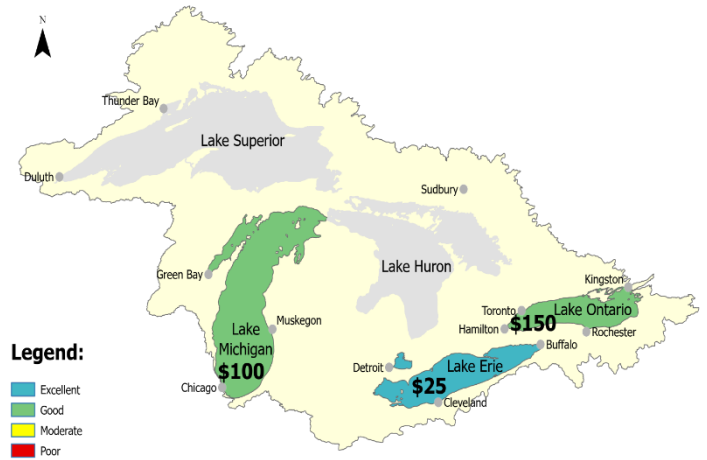 N
Thunder Bay
Lake Superior
Duluth
Sudbury
Green Bay
Lake Huron
Kingston
Toronto
Lake Ontario
Hamilton
$150
Rochester
Muskegon
Lake
Michigan
$100
Chicago
Buffalo
Detroit
Lake Erie
$25
Cleveland
Legend:
Excellent
Good
Moderate
Poor